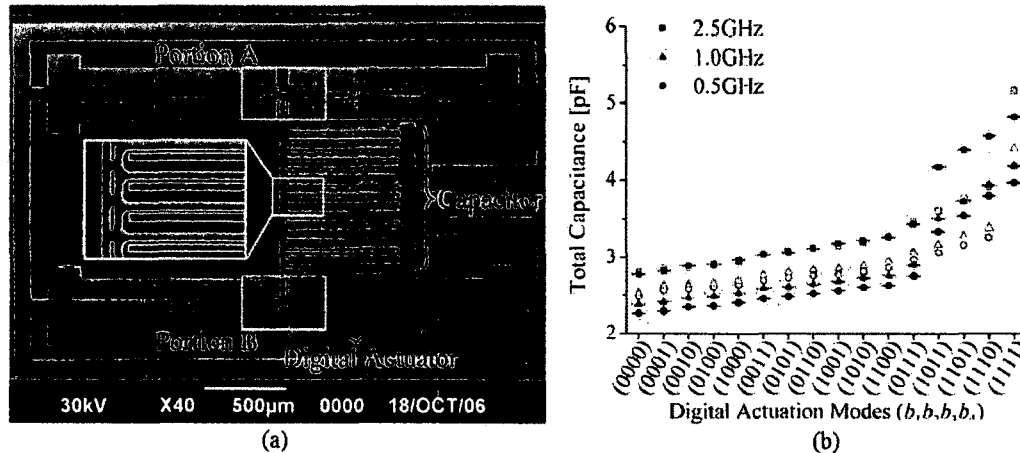 Portion A
Capacitor
Portion B
Digital Actuator
30kV X40 500µm 0000 18/OCT/06
(a)
2.5GHz
1.0GHz
0.5GHz
Total Capacitance [pF]
6
5
4
3
2
(0000)
(0001)
(0010)
(0100)
(1000)
(0011)
(0101)
(0110)
(1001)
(1010)
(1100)
(0111)
(1011)
(1101)
(1110)
(1111)
Digital Actuation Modes
(b)